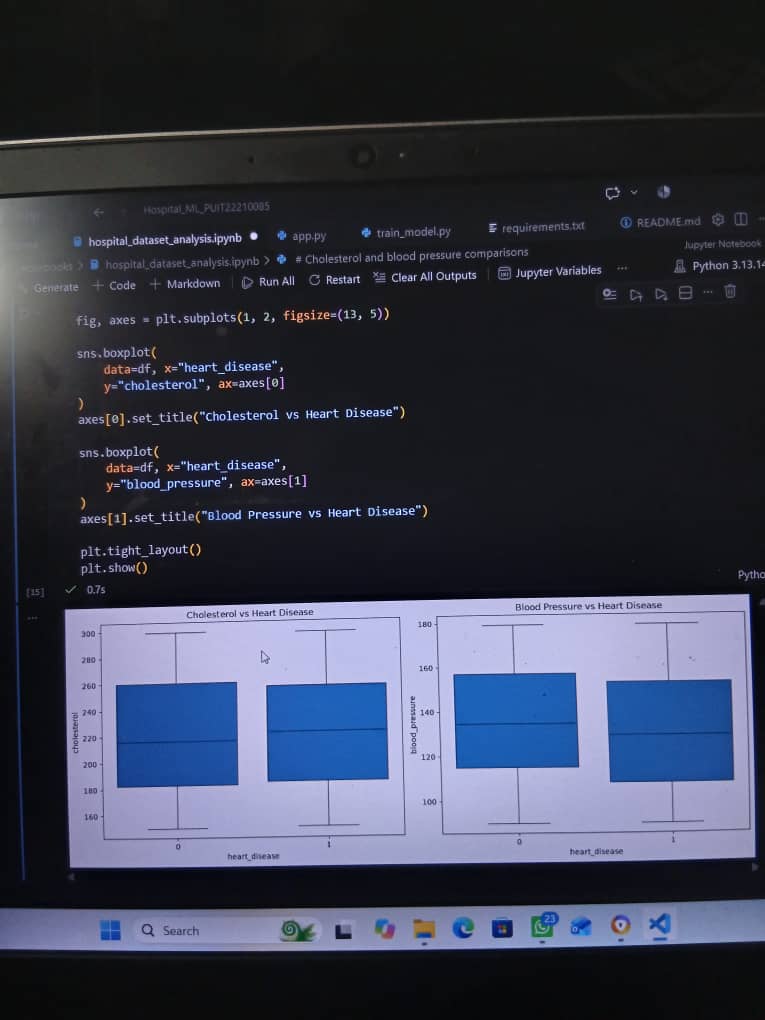 Hospital_ML_PUIT22210085
hospital_dataset_analysis.ipynb
app.py
train_model.py
requirements.txt
README.md
hospital_dataset_analysis.ipynb > # Cholesterol and blood pressure comparisons
Jupyter Notebook
Generate + Code + Markdown Run All Restart Clear All Outputs Jupyter Variables ...
Python 3.13.14
fig, axes = plt.subplots(1, 2, figsize=(13, 5))
sns.boxplot(
data=df, x="heart_disease",
y="cholesterol", ax=axes[0]
)
axes[0].set_title("Cholesterol vs Heart Disease")
sns.boxplot(
data=df, x="heart_disease",
y="blood_pressure", ax=axes[1]
)
axes[1].set_title("Blood Pressure vs Heart Disease")
plt.tight_layout()
plt.show()
[15]
0.7s
Pytho
...
Cholesterol vs Heart Disease
300
280
260
240
220
200
180
160
cholesterol
0
1
heart_disease
Blood Pressure vs Heart Disease
180
160
140
120
100
blood_pressure
0
1
heart_disease
Search
23